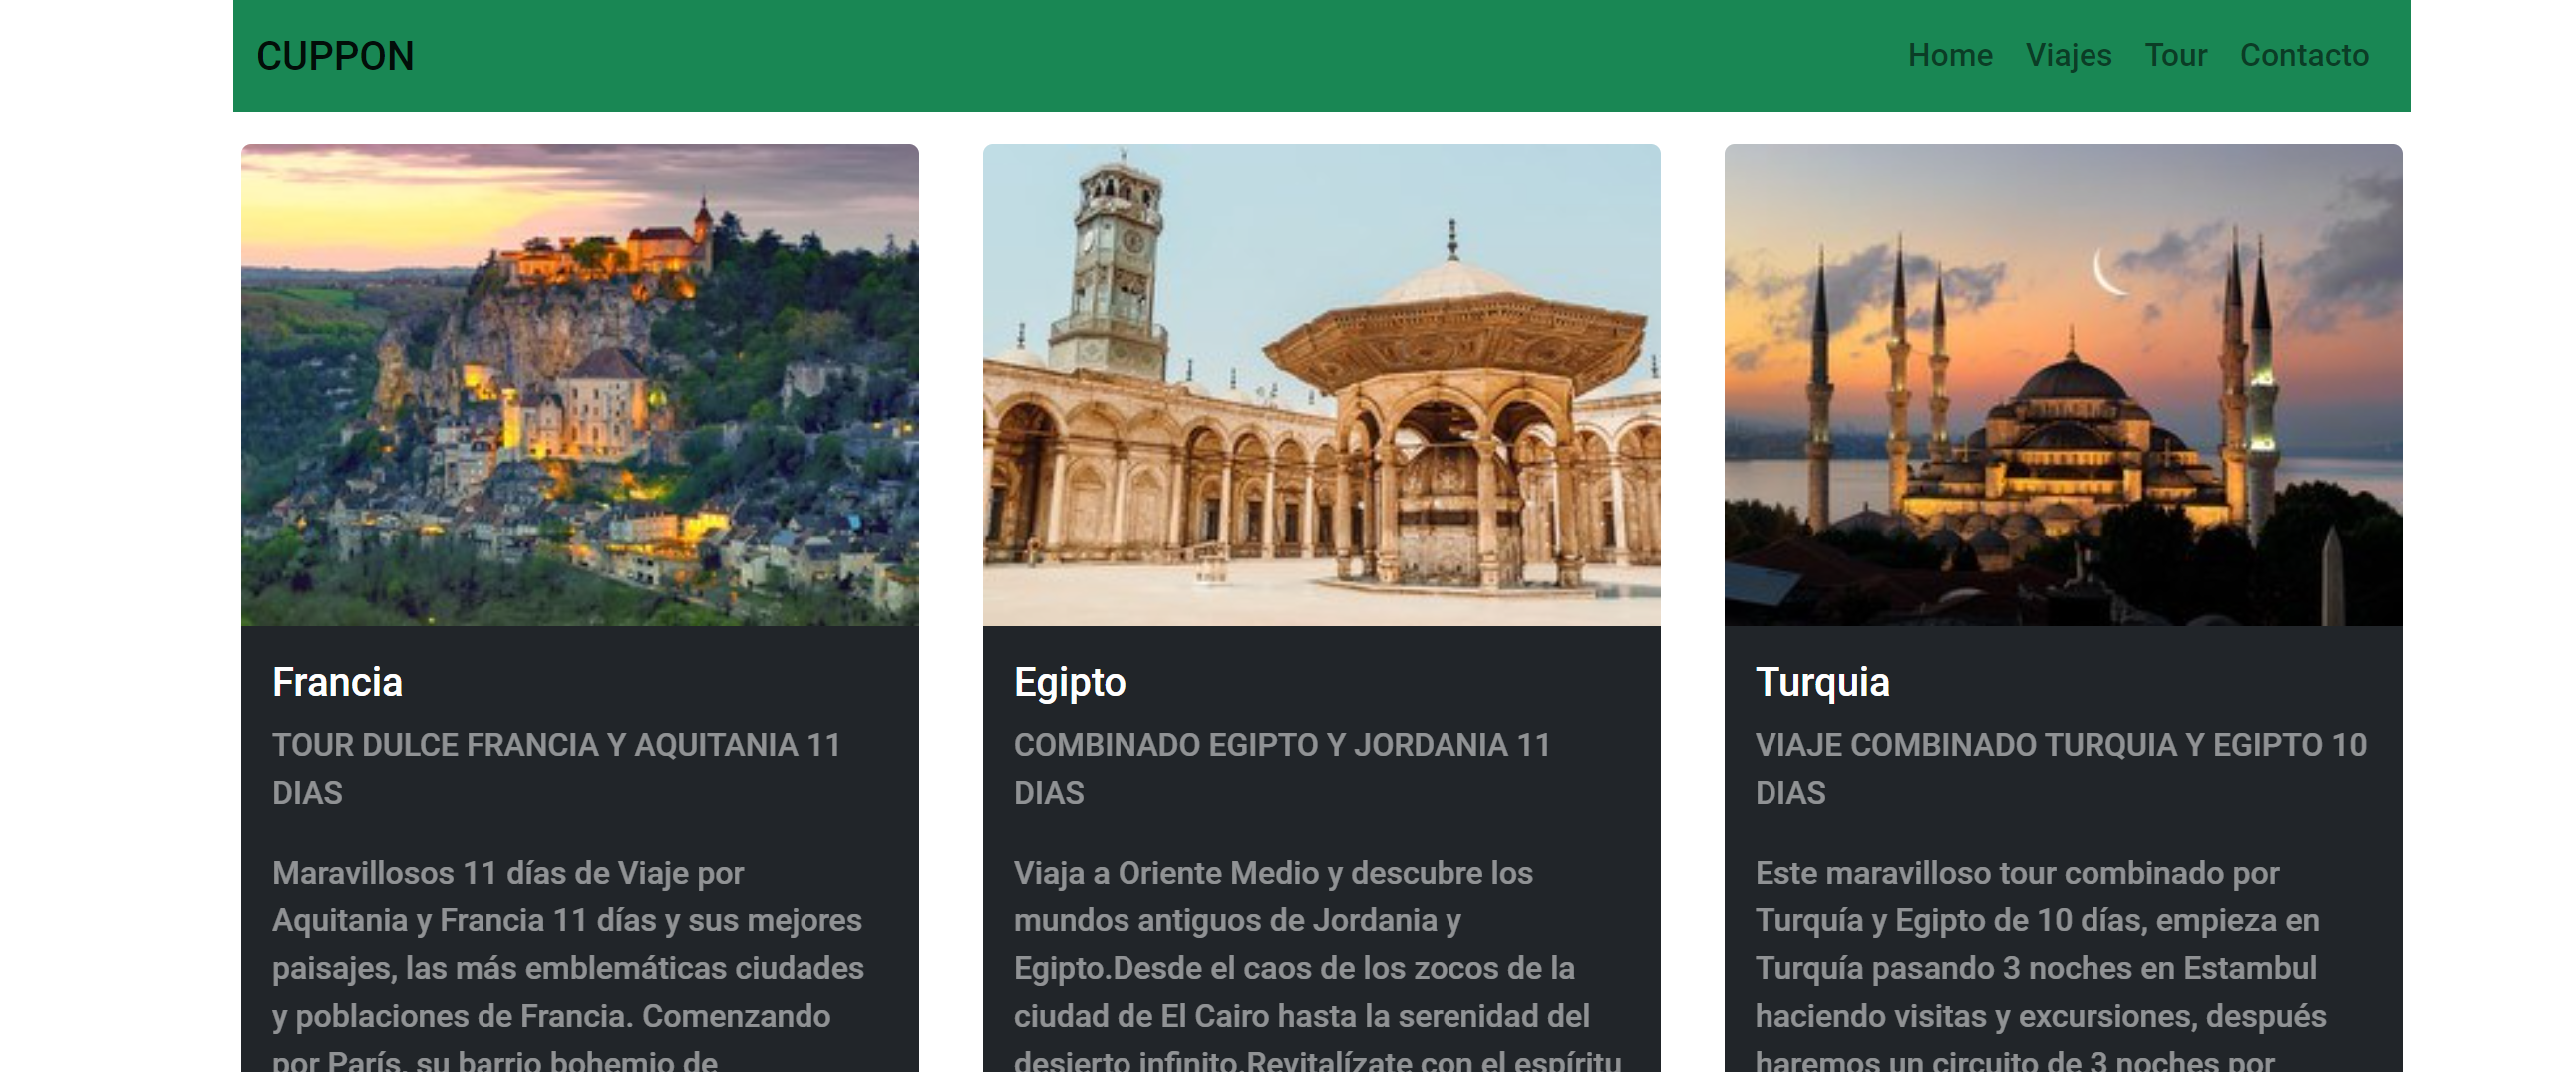 CUPPON
Home Viajes Tour Contacto
Francia
TOUR DULCE FRANCIA Y AQUITANIA 11
DIAS
Maravillosos 11 días de Viaje por
Aquitania y Francia 11 días y sus mejores
paisajes, las más emblemáticas ciudades
y poblaciones de Francia. Comenzando
por París, su barrio bohemio de
Egipto
COMBINADO EGIPTO Y JORDANIA 11
DIAS
Viaja a Oriente Medio y descubre los
mundos antiguos de Jordania y
Egipto.Desde el caos de los zocos de la
ciudad de El Cairo hasta la serenidad del
desierto infinito.Revitalízate con el espíritu
Turquia
VIAJE COMBINADO TURQUIA Y EGIPTO 10
DIAS
Este maravilloso tour combinado por
Turquía y Egipto de 10 días, empieza en
Turquía pasando 3 noches en Estambul
haciendo visitas y excursiones, después
haremos un circuito de 3 noches por